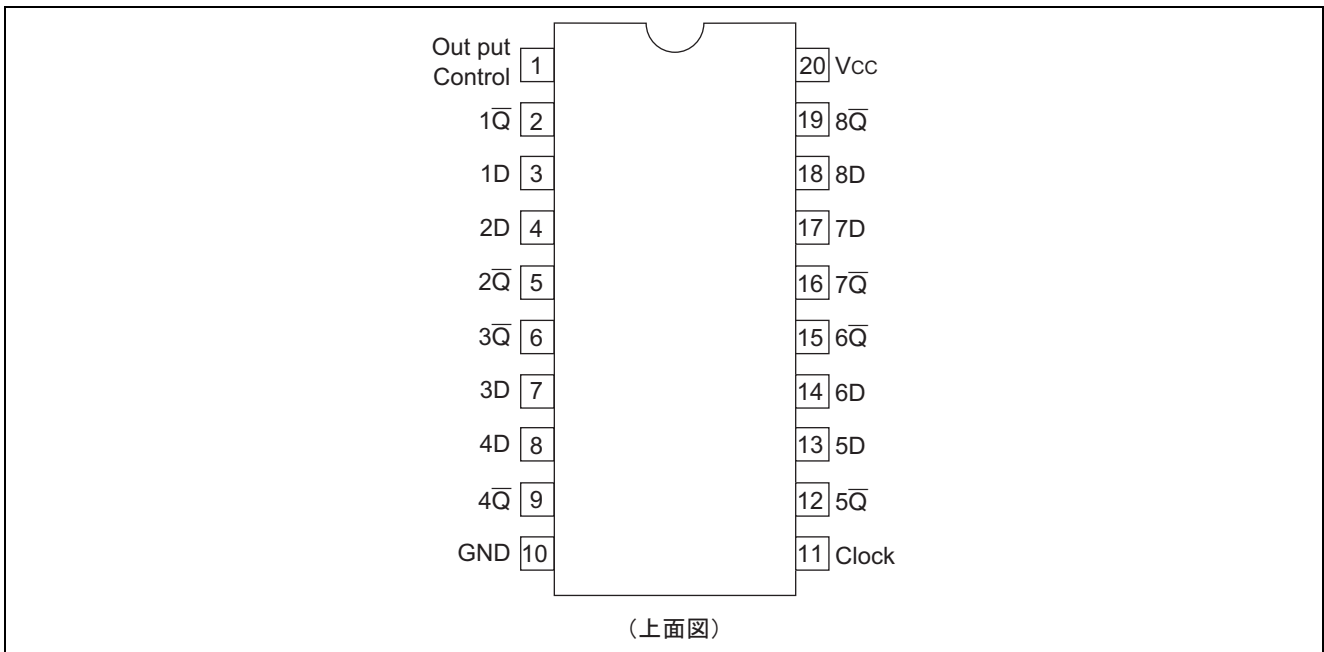 Out put
Control 1
20 Vcc
1Q̅ 2
19 8Q̅
1D 3
18 8D
2D 4
17 7D
2Q̅ 5
16 7Q̅
3Q̅ 6
15 6Q̅
3D 7
14 6D
4D 8
13 5D
4Q̅ 9
12 5Q̅
GND 10
11 Clock
（上面図）